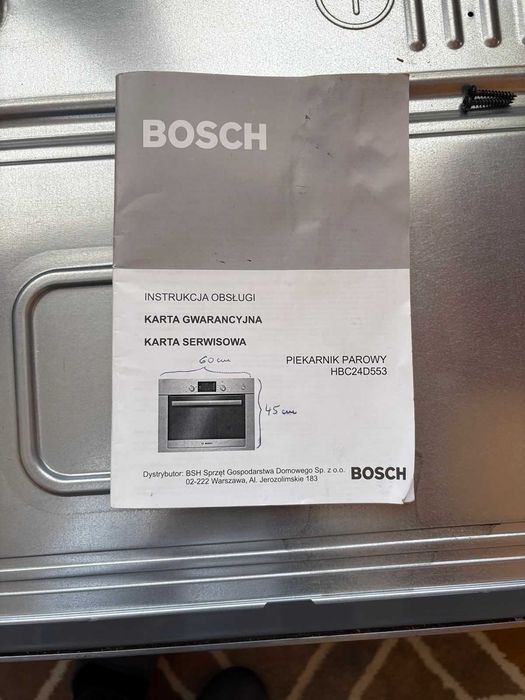 BOSCH
INSTRUKCJA OBSŁUGI
KARTA GWARANCYJNA
KARTA SERWISOWA
60 cm
PIEKARNIK PAROWY
HBC24D553
45 cm
Dystrybutor: BSH Sprzęt Gospodarstwa Domowego Sp. z o.o.
02-222 Warszawa, Al. Jerozolimskie 183
BOSCH